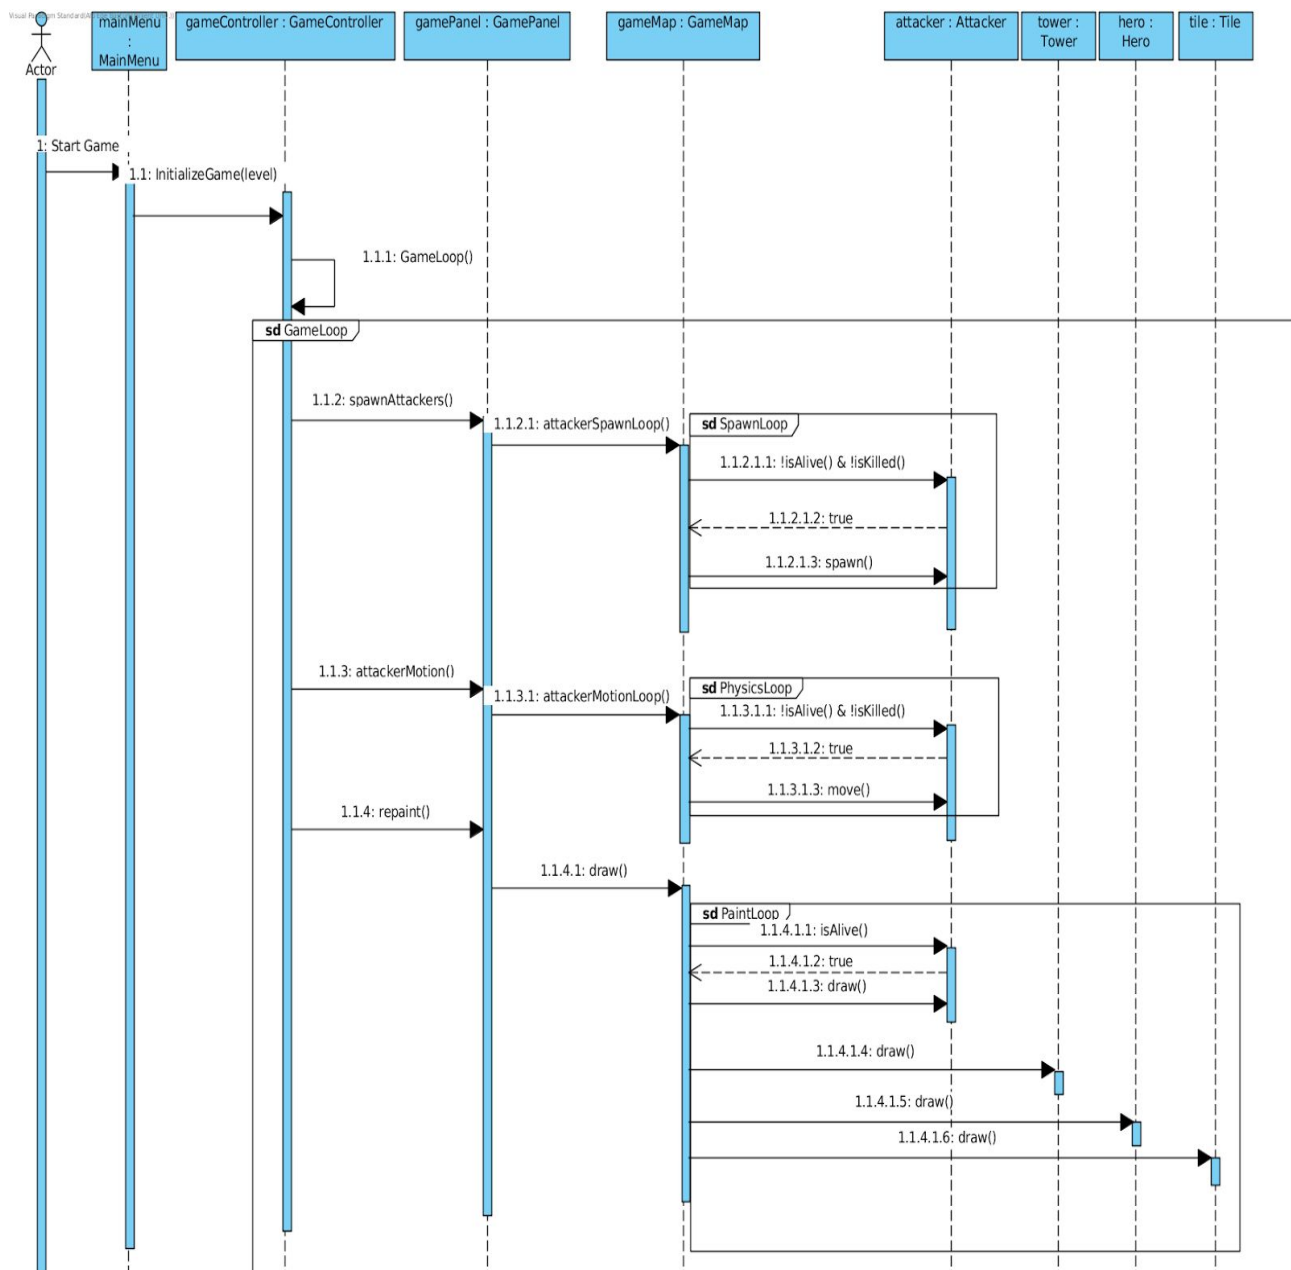 Visual Paradigm Standard(A
mainMenu
:
MainMenu
gameController : GameController
gamePanel : GamePanel
gameMap : GameMap
attacker : Attacker
tower :
Tower
hero :
Hero
tile : Tile
Actor
1: Start Game
1.1: InitializeGame(level)
1.1.1: GameLoop()
sd GameLoop
1.1.2: spawnAttackers()
1.1.2.1: attackerSpawnLoop()
sd SpawnLoop
1.1.2.1.1: !isAlive() & !isKilled()
1.1.2.1.2: true
1.1.2.1.3: spawn()
1.1.3: attackerMotion()
1.1.3.1: attackerMotionLoop()
sd PhysicsLoop
1.1.3.1.1: !isAlive() & !isKilled()
1.1.3.1.2: true
1.1.3.1.3: move()
1.1.4: repaint()
1.1.4.1: draw()
sd PaintLoop
1.1.4.1.1: isAlive()
1.1.4.1.2: true
1.1.4.1.3: draw()
1.1.4.1.4: draw()
1.1.4.1.5: draw()
1.1.4.1.6: draw()